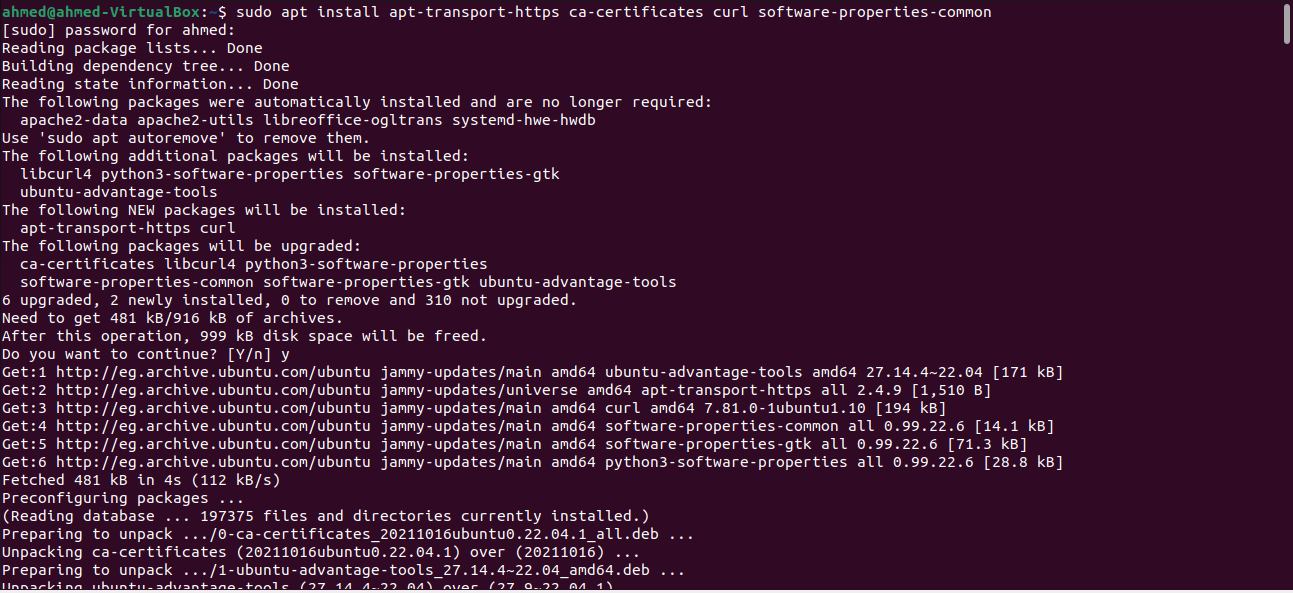 ahmed@ahmed-VirtualBox:~$ sudo apt install apt-transport-https ca-certificates curl software-properties-common
[sudo] password for ahmed:
Reading package lists... Done
Building dependency tree... Done
Reading state information... Done
The following packages were automatically installed and are no longer required:
  apache2-data apache2-utils libreoffice-ogltrans systemd-hwe-hwdb
Use 'sudo apt autoremove' to remove them.
The following additional packages will be installed:
  libcurl4 python3-software-properties software-properties-gtk
  ubuntu-advantage-tools
The following NEW packages will be installed:
  apt-transport-https curl
The following packages will be upgraded:
  ca-certificates libcurl4 python3-software-properties
  software-properties-common software-properties-gtk ubuntu-advantage-tools
6 upgraded, 2 newly installed, 0 to remove and 310 not upgraded.
Need to get 481 kB/916 kB of archives.
After this operation, 999 kB disk space will be freed.
Do you want to continue? [Y/n] y
Get:1 http://eg.archive.ubuntu.com/ubuntu jammy-updates/main amd64 ubuntu-advantage-tools amd64 27.14.4~22.04 [171 kB]
Get:2 http://eg.archive.ubuntu.com/ubuntu jammy-updates/universe amd64 apt-transport-https all 2.4.9 [1,510 B]
Get:3 http://eg.archive.ubuntu.com/ubuntu jammy-updates/main amd64 curl amd64 7.81.0-1ubuntu1.10 [194 kB]
Get:4 http://eg.archive.ubuntu.com/ubuntu jammy-updates/main amd64 software-properties-common all 0.99.22.6 [14.1 kB]
Get:5 http://eg.archive.ubuntu.com/ubuntu jammy-updates/main amd64 software-properties-gtk all 0.99.22.6 [71.3 kB]
Get:6 http://eg.archive.ubuntu.com/ubuntu jammy-updates/main amd64 python3-software-properties all 0.99.22.6 [28.8 kB]
Fetched 481 kB in 4s (112 kB/s)
Preconfiguring packages ...
(Reading database ... 197375 files and directories currently installed.)
Preparing to unpack .../0-ca-certificates_20211016ubuntu0.22.04.1_all.deb ...
Unpacking ca-certificates (20211016ubuntu0.22.04.1) over (20211016) ...
Preparing to unpack .../1-ubuntu-advantage-tools_27.14.4~22.04_amd64.deb ...
Unpacking ubuntu-advantage-tools (27.14.4~22.04) over (27.9~22.04.1)